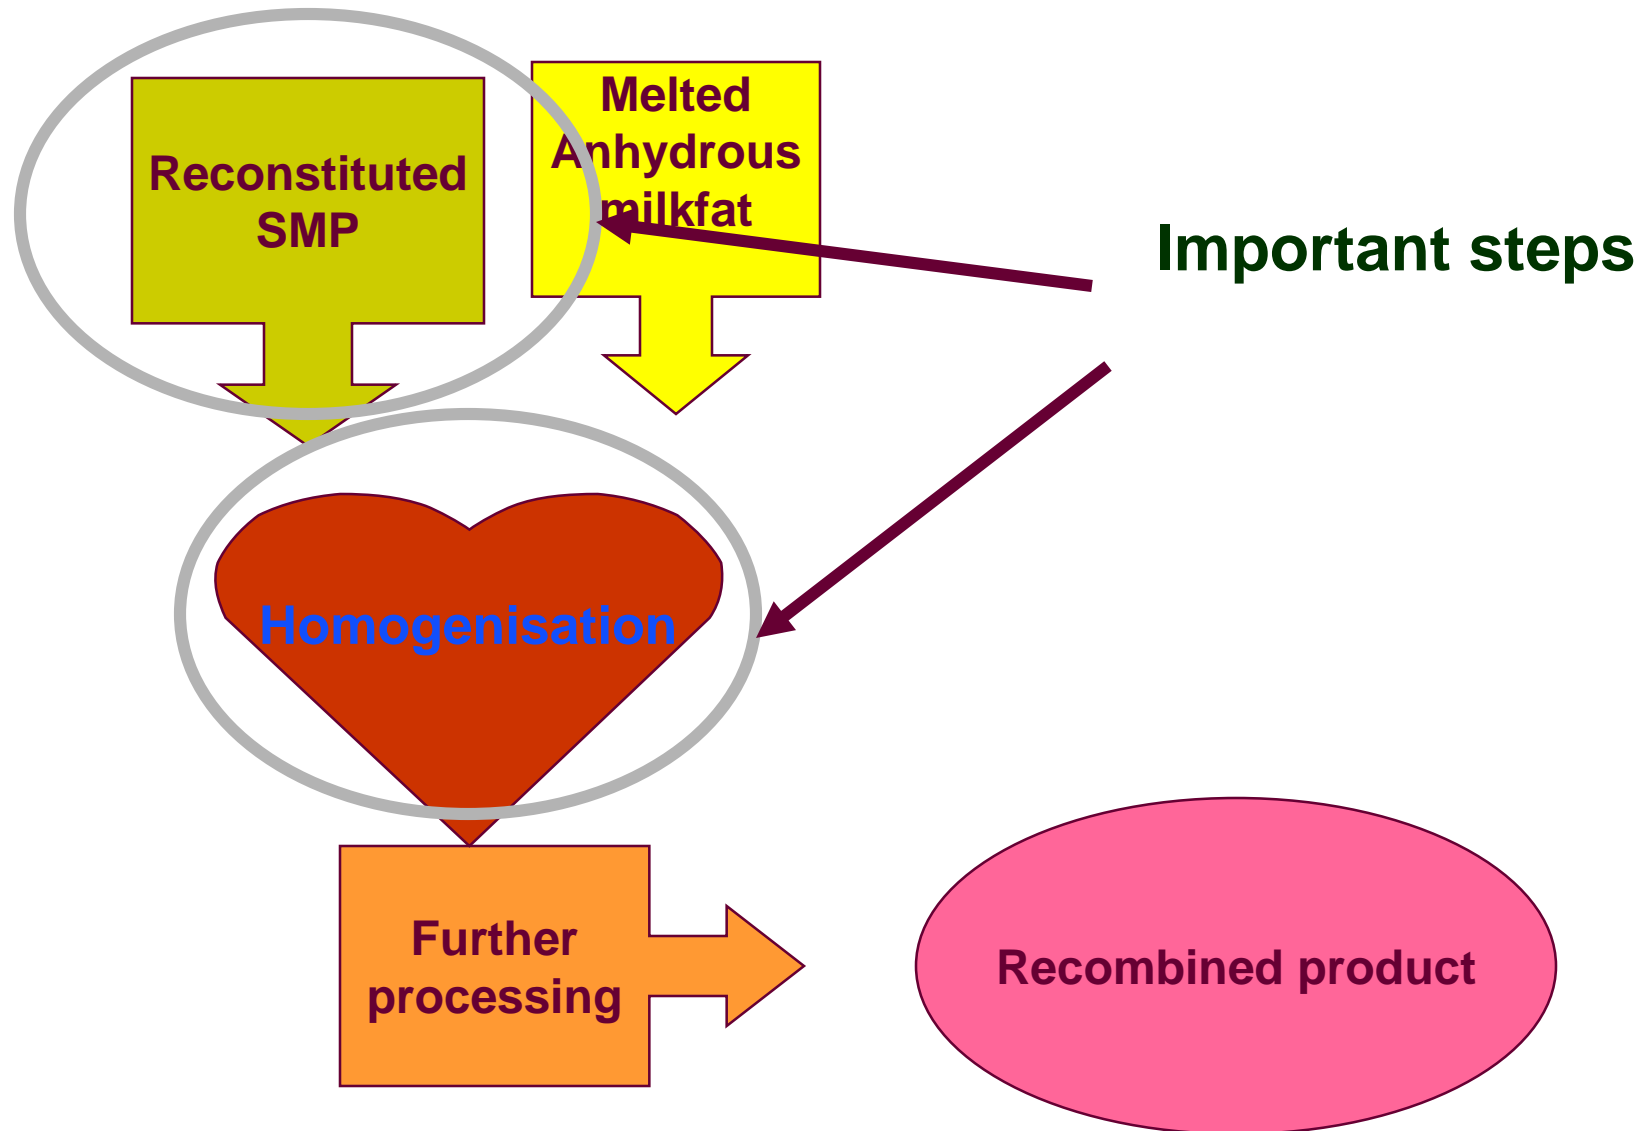 Reconstituted
SMP
Melted
Anhydrous
milkfat
Important steps
Homogenisation
Further
processing
Recombined product